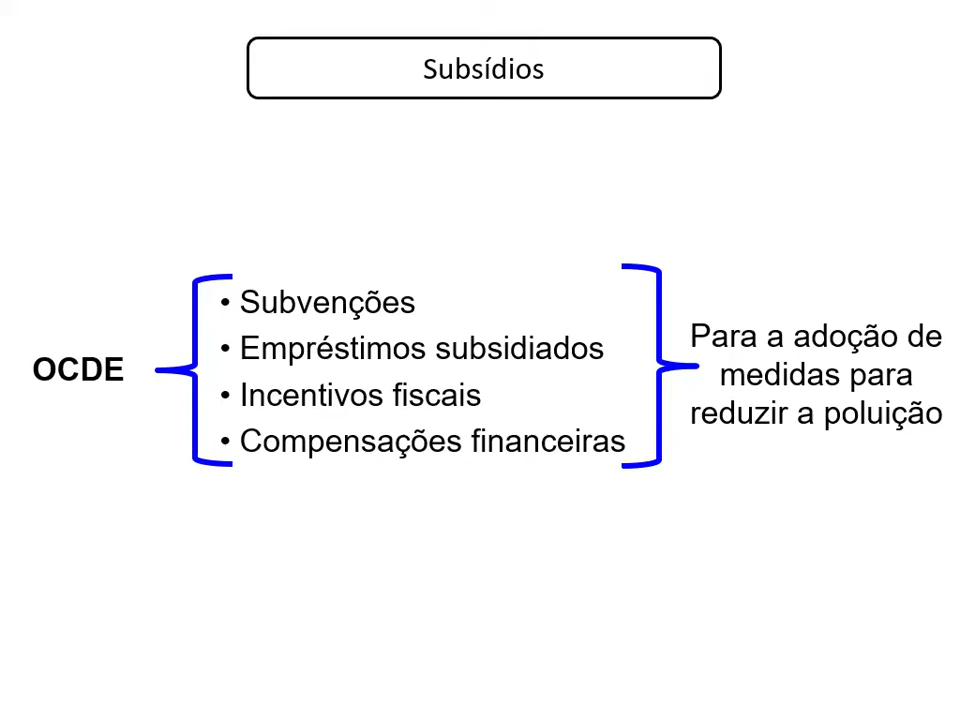 Subsídios
OCDE
• Subvenções
• Empréstimos subsidiados
• Incentivos fiscais
• Compensações financeiras
Para a adoção de
medidas para
reduzir a poluição